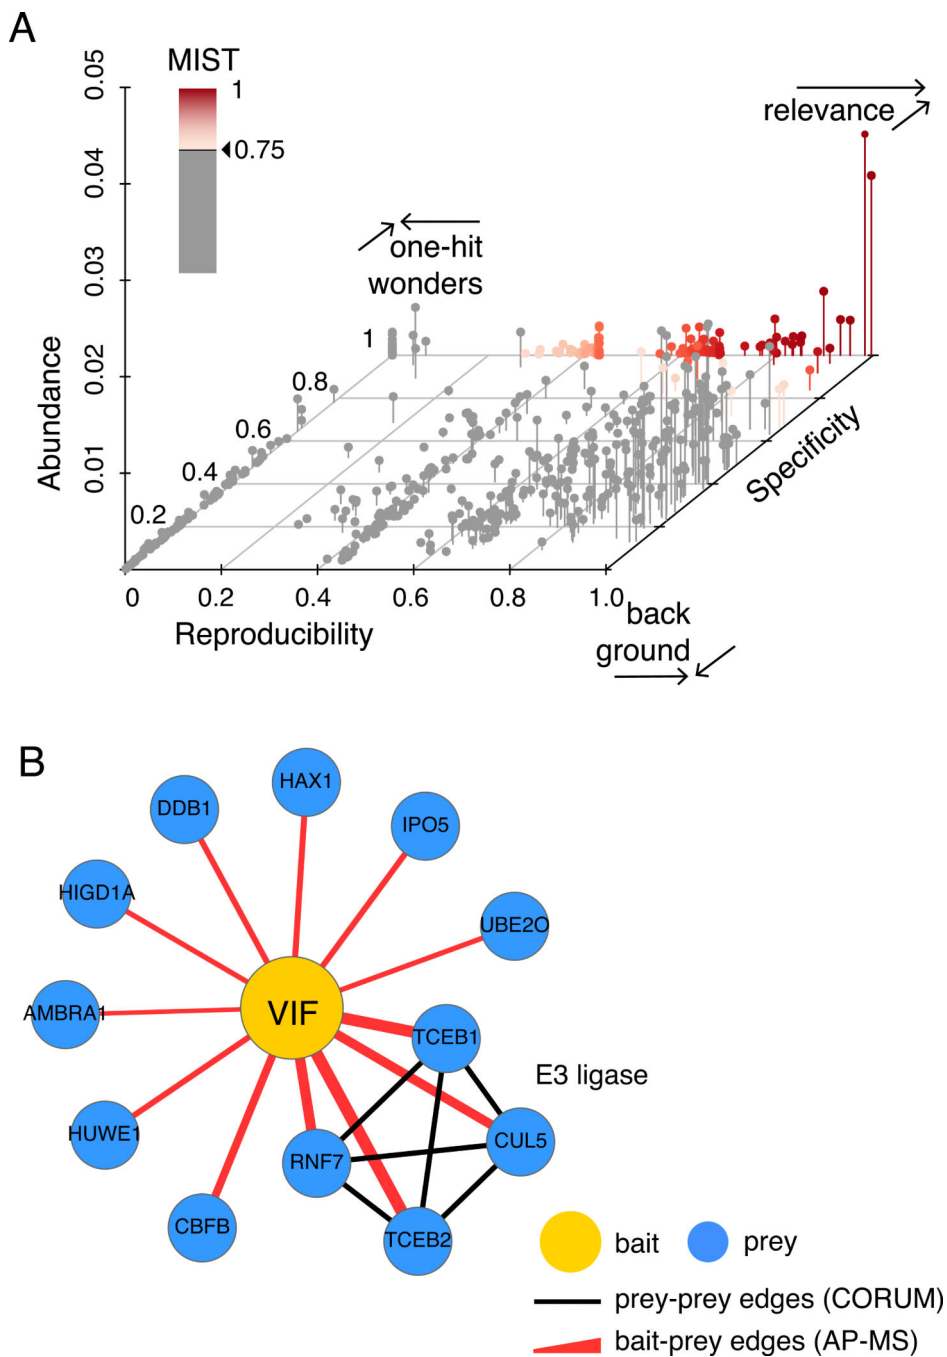 A
MIST
1
0.75
0.05
0.04
0.03
0.02
0.01
Abundance
relevance
one-hit
wonders
1
0.8
0.6
0.4
0.2
Specificity
0
0.2
0.4
0.6
0.8
1.0
Reproducibility
back
ground
B
HAX1
DDB1
IPO5
HIGD1A
UBE2O
AMBRA1
VIF
TCEB1
E3 ligase
HUWE1
RNF7
CUL5
CBFB
TCEB2
bait
prey
prey-prey edges (CORUM)
bait-prey edges (AP-MS)